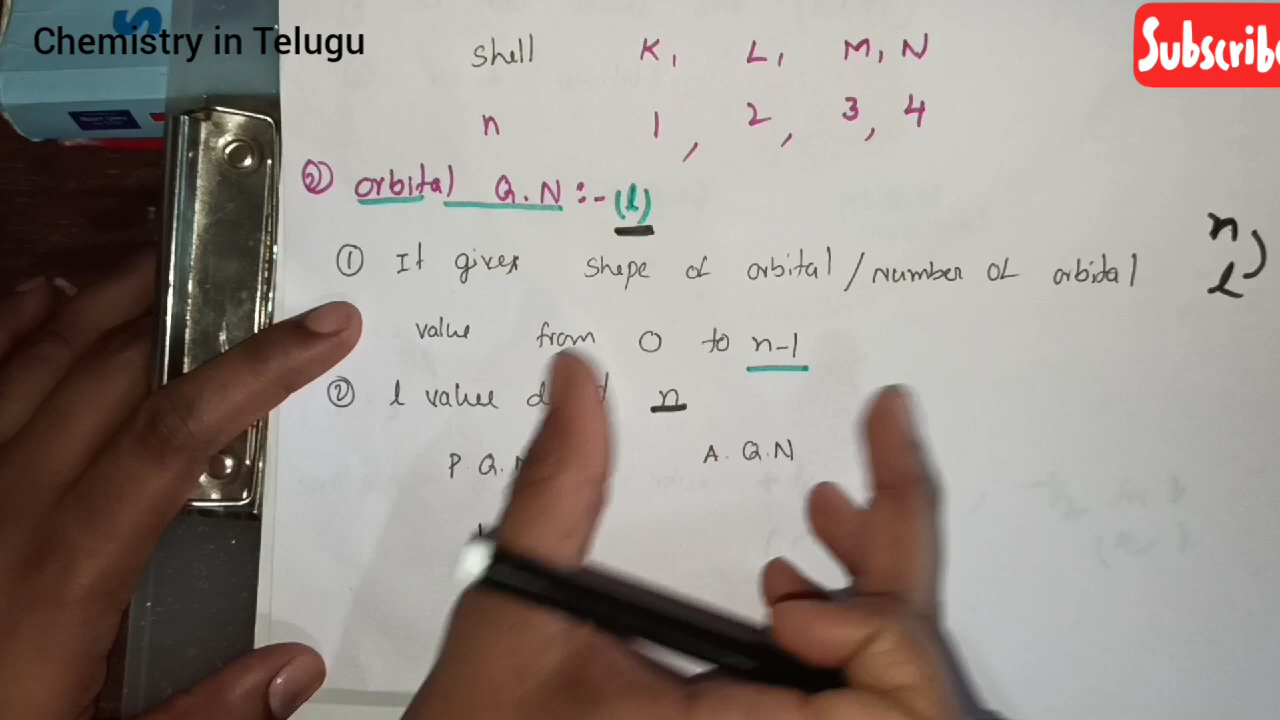 Chemistry in Telugu
Subscribe
shell K, L, M, N
n 1, 2, 3, 4
② orbital Q.N :- (l)
① It gives shape of orbital / number of orbital
n
l
value from 0 to n-1
② l value n
P. Q. A. Q. N